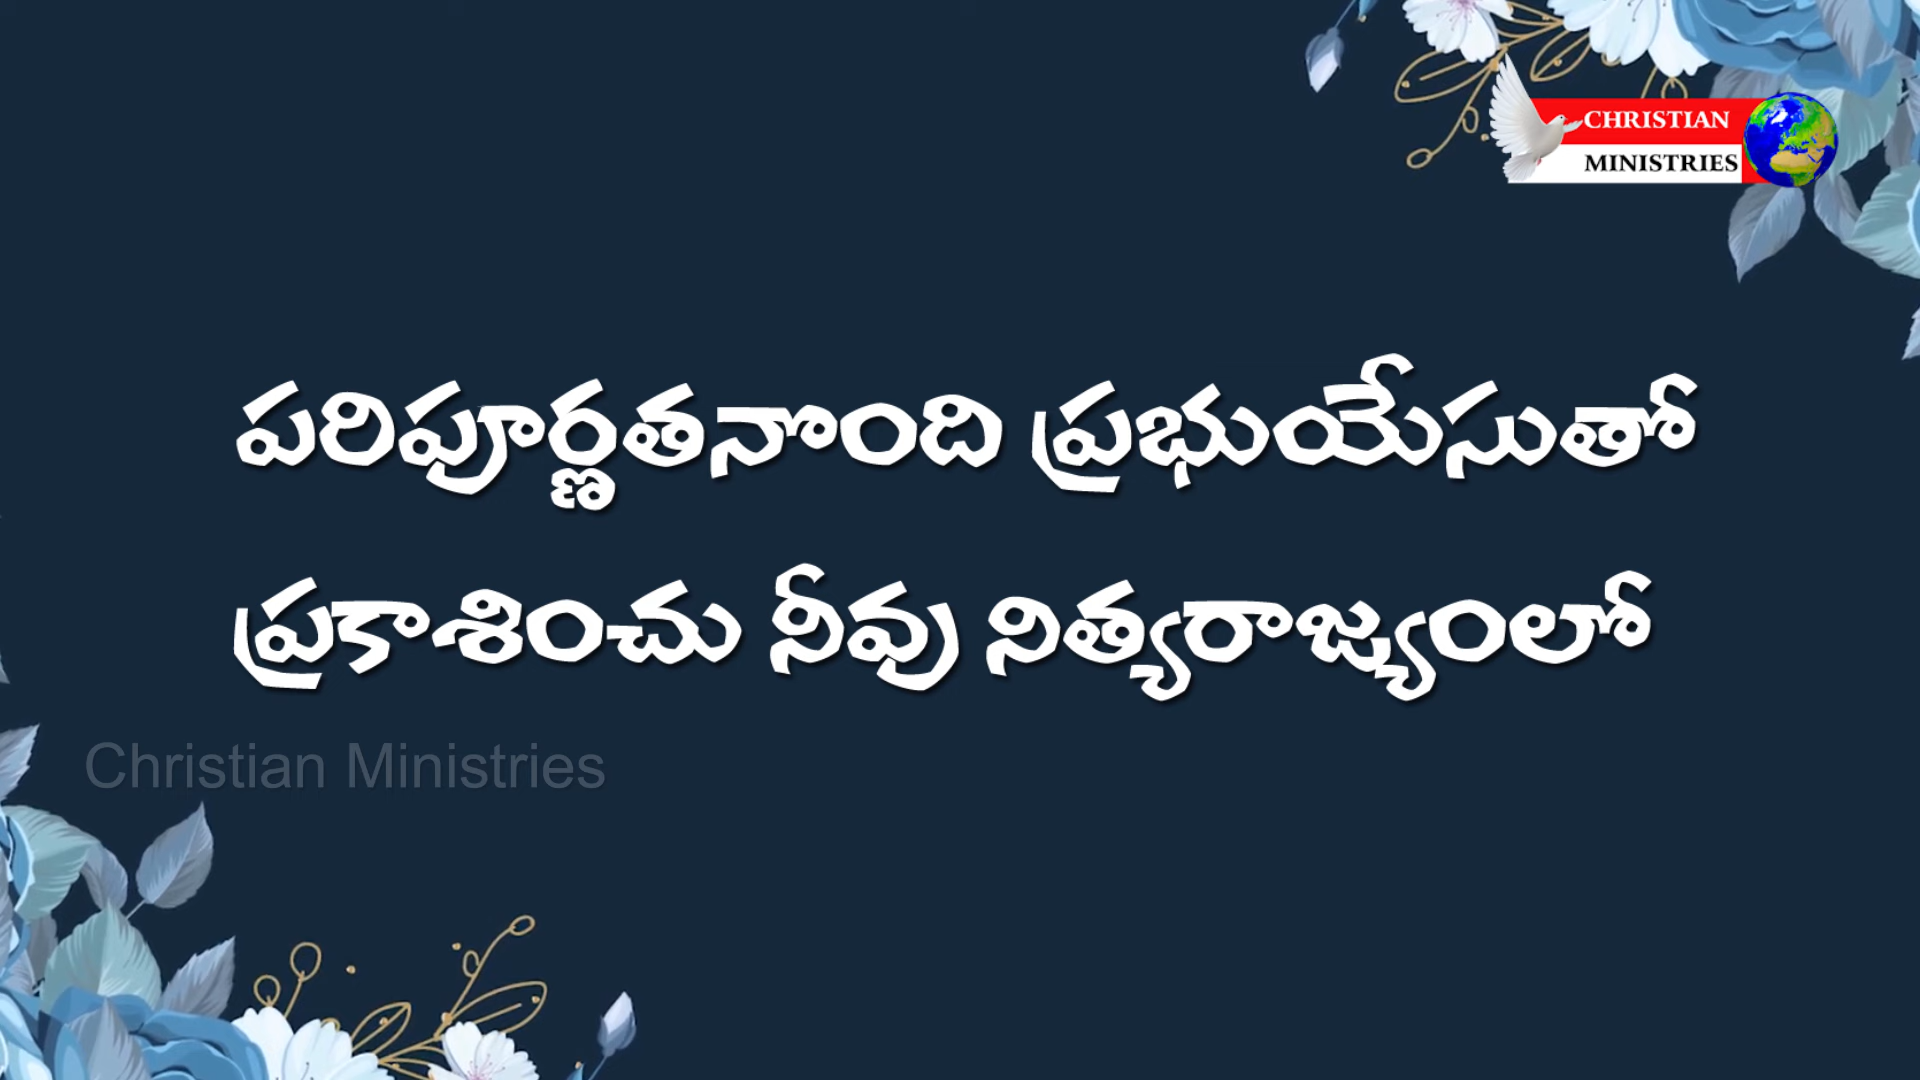 CHRISTIAN
MINISTRIES
పరిపూర్ణతనొంది ప్రభుయేసుతో
ప్రకాశించు నీవు నిత్యరాజ్యంలో
Christian Ministries